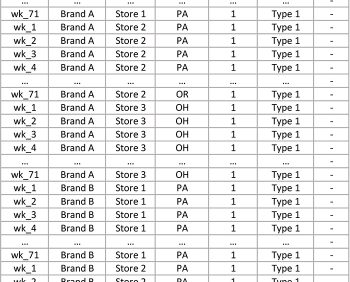 ... ... ... ... ... ... -
wk_71 Brand A Store 1 PA 1 Type 1 -
wk_1 Brand A Store 2 PA 1 Type 1 -
wk_2 Brand A Store 2 PA 1 Type 1 -
wk_3 Brand A Store 2 PA 1 Type 1 -
wk_4 Brand A Store 2 PA 1 Type 1 -
... ... ... ... ... ... -
wk_71 Brand A Store 2 OR 1 Type 1 -
wk_1 Brand A Store 3 OH 1 Type 1 -
wk_2 Brand A Store 3 OH 1 Type 1 -
wk_3 Brand A Store 3 OH 1 Type 1 -
wk_4 Brand A Store 3 OH 1 Type 1 -
... ... ... ... ... ... -
wk_71 Brand A Store 3 OH 1 Type 1 -
wk_1 Brand B Store 1 PA 1 Type 1 -
wk_2 Brand B Store 1 PA 1 Type 1 -
wk_3 Brand B Store 1 PA 1 Type 1 -
wk_4 Brand B Store 1 PA 1 Type 1 -
... ... ... ... ... ... -
wk_71 Brand B Store 1 PA 1 Type 1 -
wk_1 Brand B Store 2 PA 1 Type 1 -
wk_2 Brand B Store 2 PA 1 Type 1